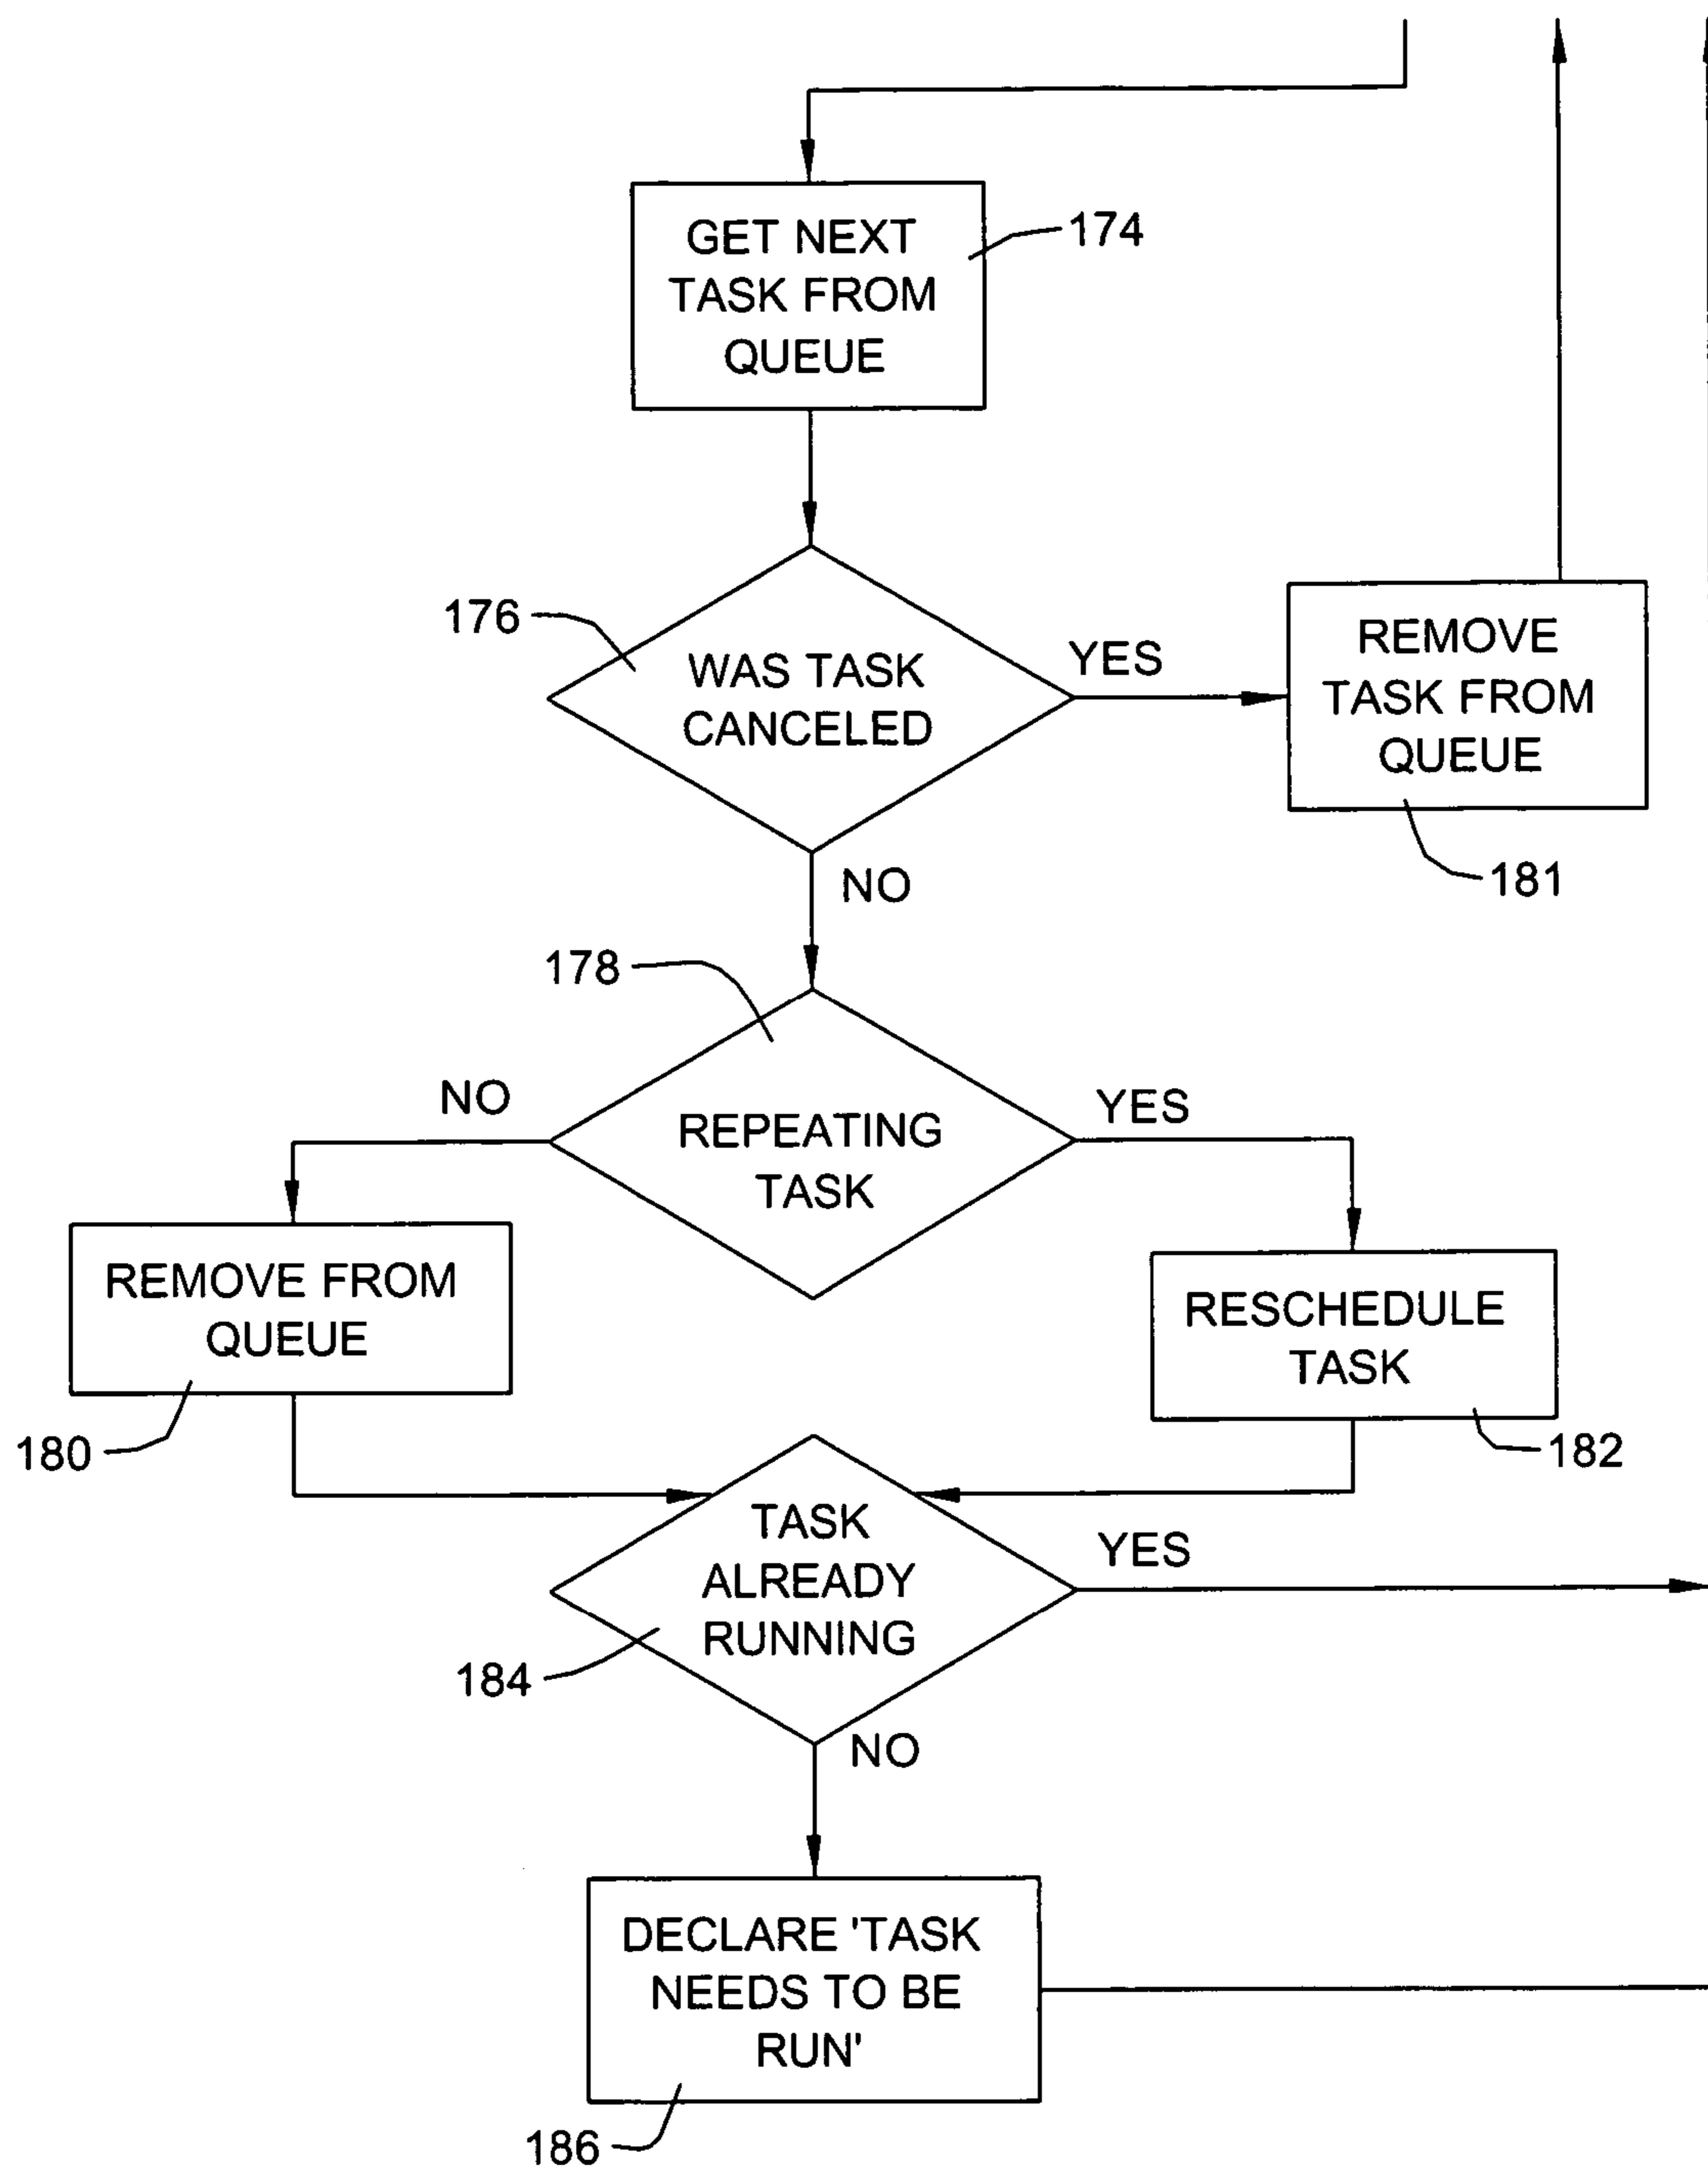 GET NEXT
TASK FROM
QUEUE
174
176
WAS TASK
CANCELED
YES
REMOVE
TASK FROM
QUEUE
181
NO
178
NO
REPEATING
TASK
YES
REMOVE FROM
QUEUE
180
RESCHEDULE
TASK
182
TASK
ALREADY
RUNNING
YES
184
NO
DECLARE 'TASK
NEEDS TO BE
RUN'
186